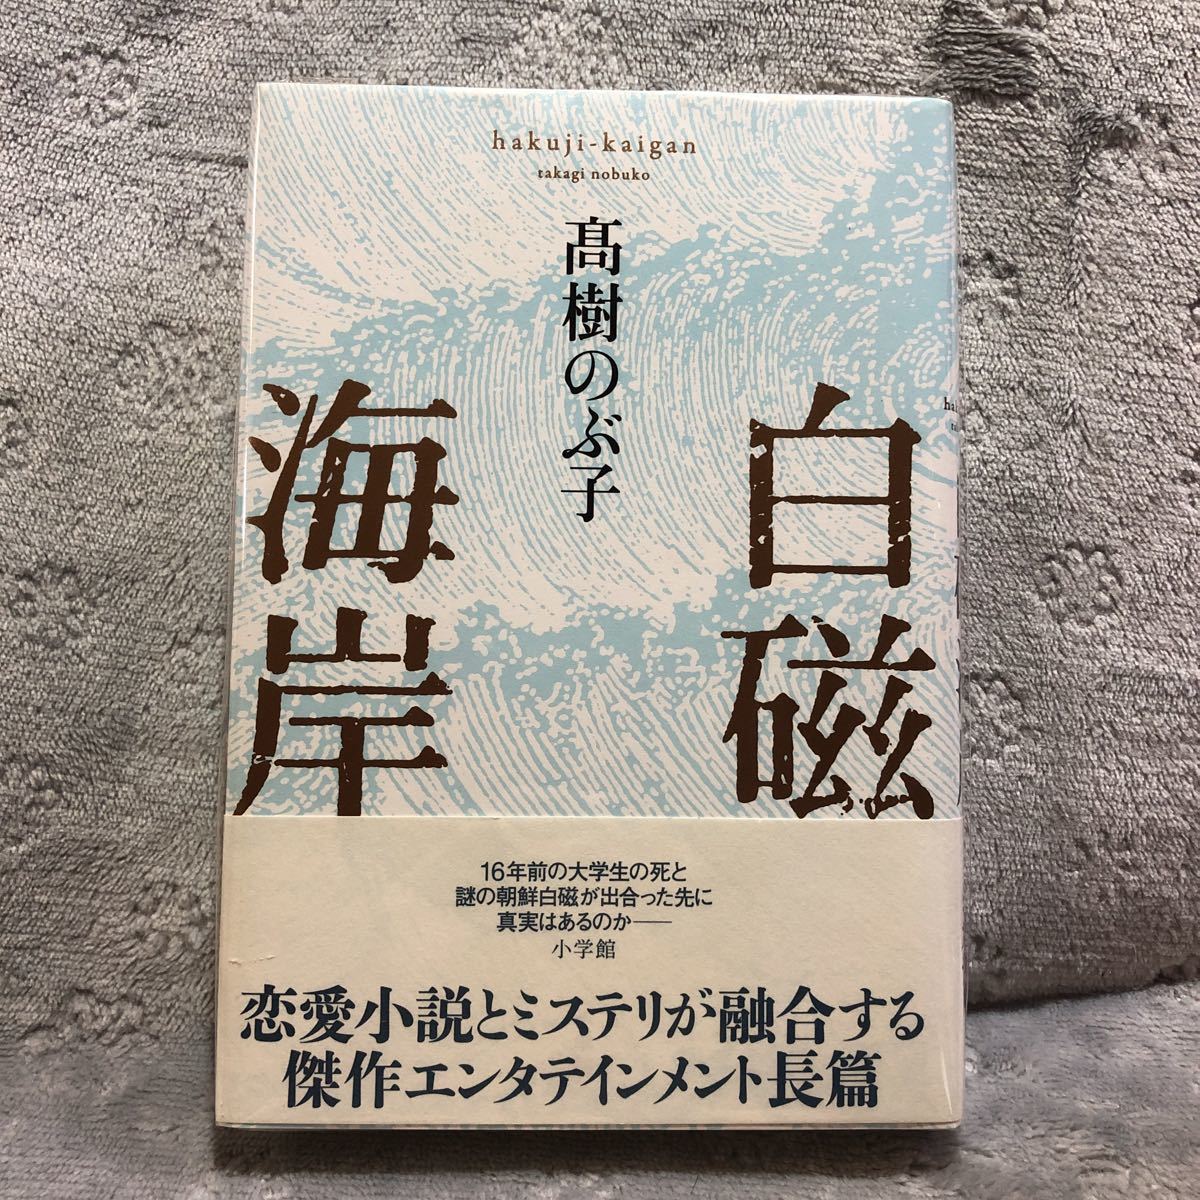 hakuji-kaigan
takagi nobuko
髙樹のぶ子
白磁
海岸
16年前の大学生の死と
謎の朝鮮白磁が出合った先に
真実はあるのか——
小学館
恋愛小説とミステリが融合する
傑作エンタテインメント長篇